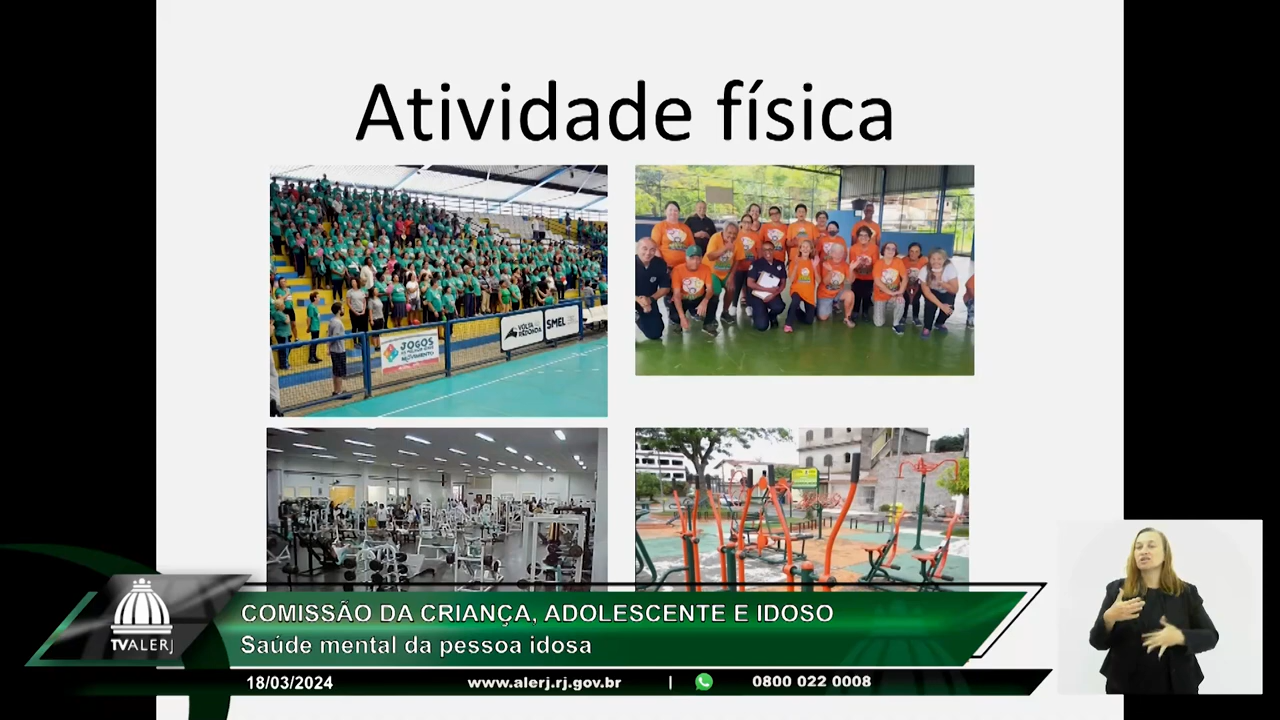 Atividade física
JOGOS
MOVIMENTO
VOLTA
REDONDA
SMEL
COMISSÃO DA CRIANÇA, ADOLESCENTE E IDOSO
Saúde mental da pessoa idosa
TVALERJ
18/03/2024
www.alerj.rj.gov.br | 0800 022 0008